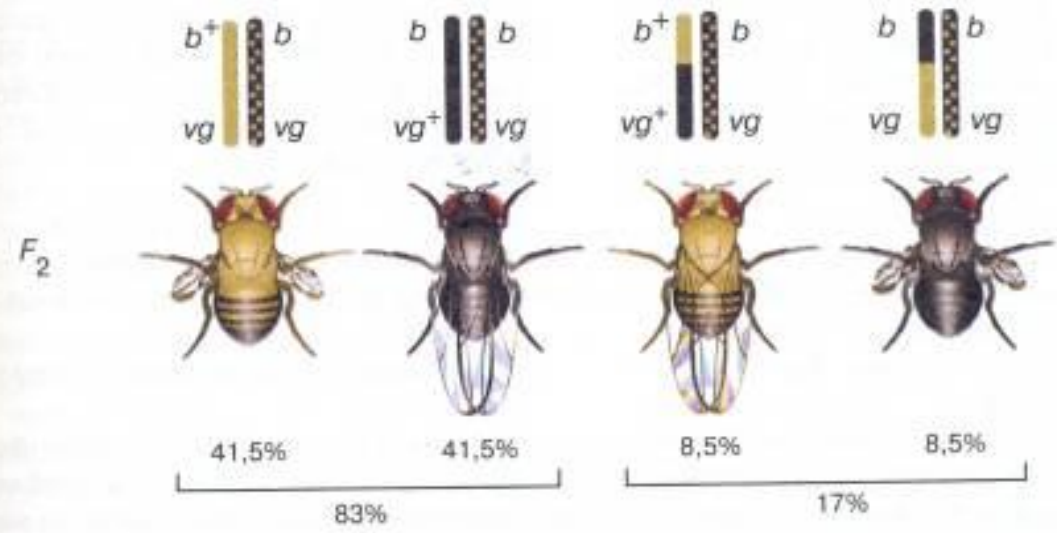 b⁺ b b b b⁺ b b b
vg vg vg⁺ vg vg⁺ vg vg vg
F₂
41,5% 41,5% 8,5% 8,5%
83% 17%